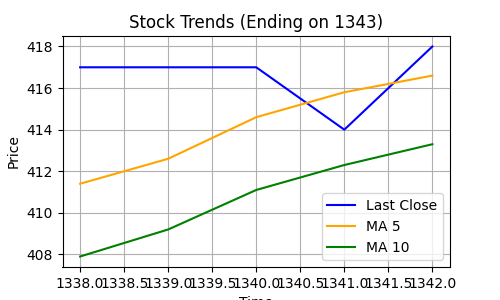 Stock Trends (Ending on 1343)
Price
418
416
414
412
410
408
Last Close
MA 5
MA 10
1338.0 1338.5 1339.0 1339.5 1340.0 1340.5 1341.0 1341.5 1342.0
Time